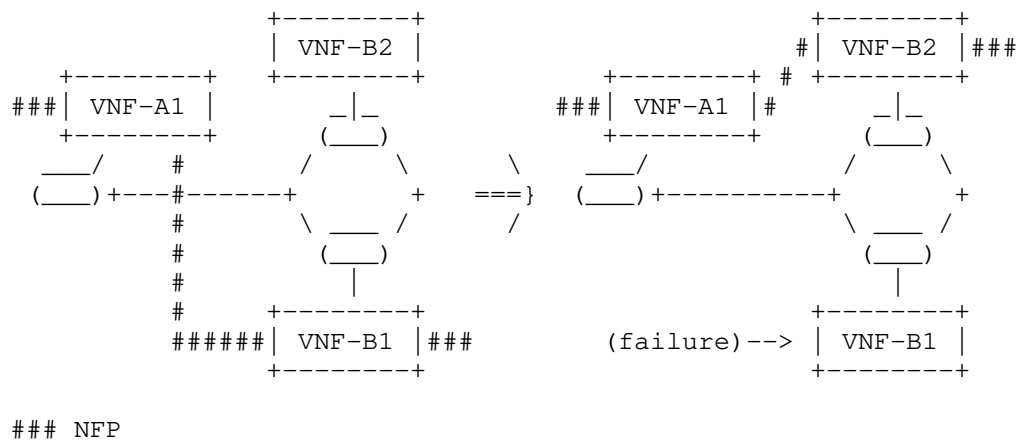 VNF-B2 VNF-B2
VNF-A1 VNF-A1
===}
VNF-B1 (failure)--> VNF-B1
### NFP